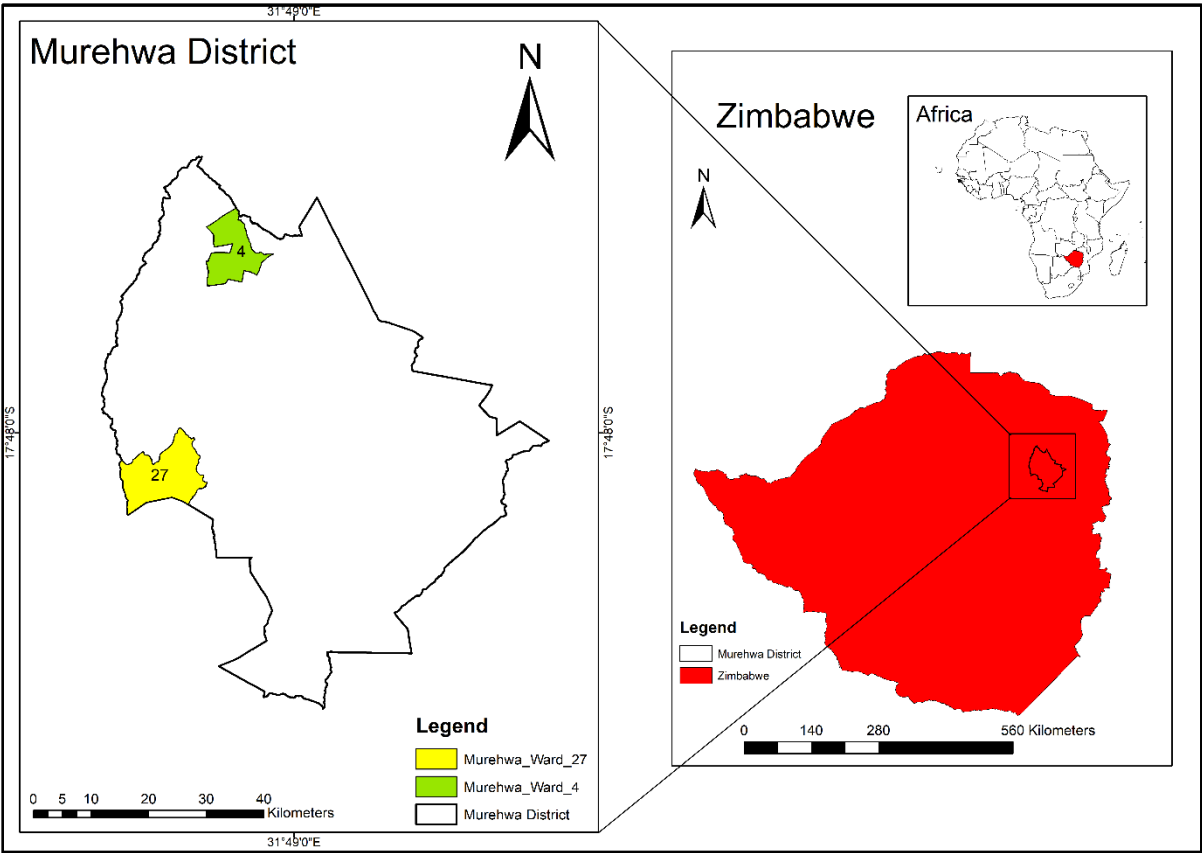 31°49'0"E
Murehwa District
N
4
17°48'0"S
17°48'0"S
27
Legend
Murehwa_Ward_27
Murehwa_Ward_4
Murehwa District
0 5 10 20 30 40
Kilometers
31°49'0"E
Zimbabwe
Africa
N
Legend
Murehwa District
Zimbabwe
0 140 280 560 Kilometers